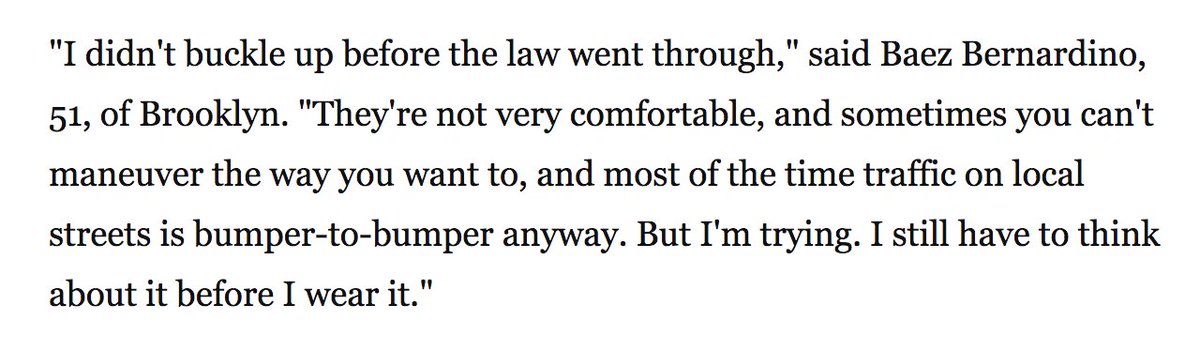 "I didn't buckle up before the law went through," said Baez Bernardino,
51, of Brooklyn. "They're not very comfortable, and sometimes you can't
maneuver the way you want to, and most of the time traffic on local
streets is bumper-to-bumper anyway. But I'm trying. I still have to think
about it before I wear it."